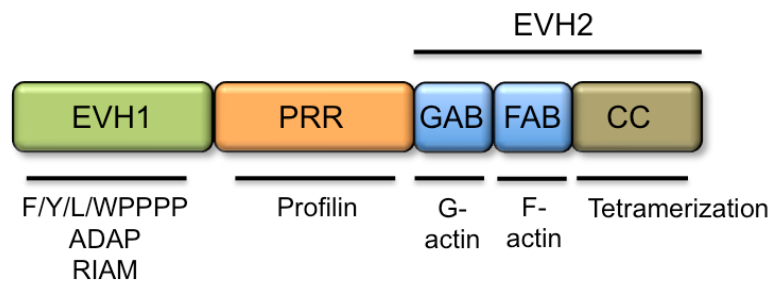 EVH2
EVH1 PRR GAB FAB CC
F/Y/L/WPPPP Profilin G- F- Tetramerization
ADAP actin actin
RIAM